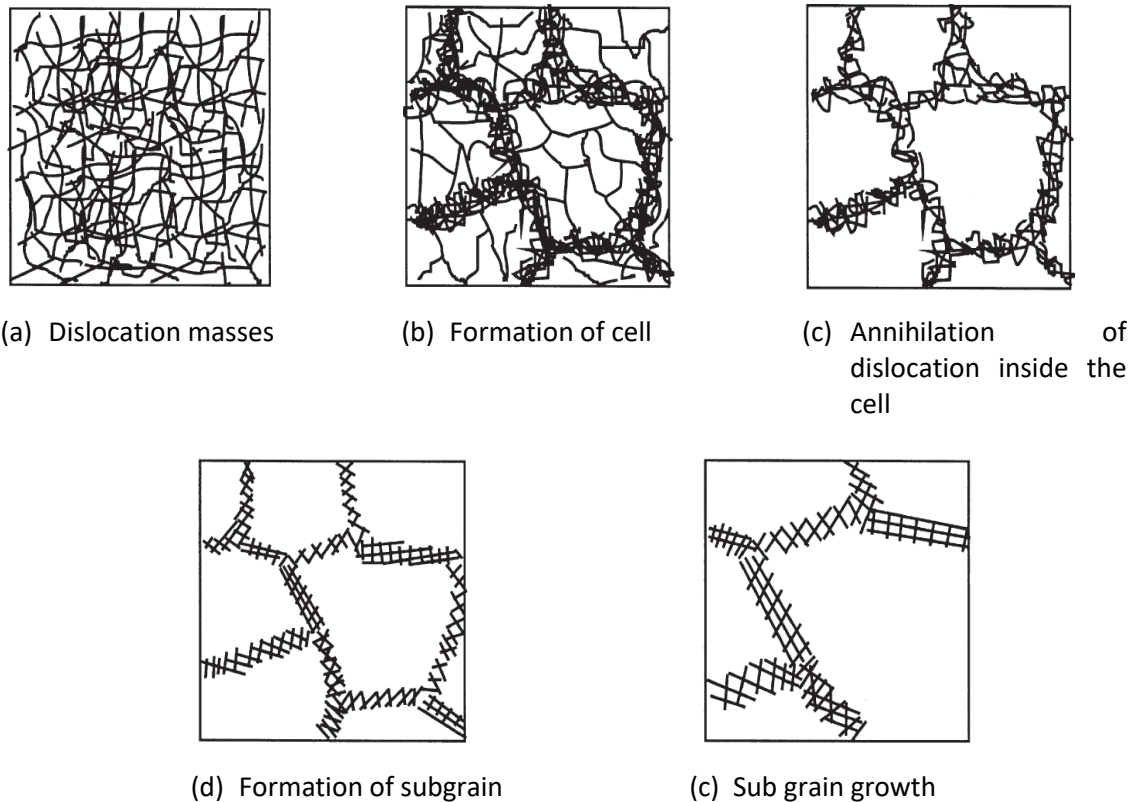 (a) Dislocation masses
(b) Formation of cell
(c) Annihilation of
dislocation inside the
cell
(d) Formation of subgrain
(c) Sub grain growth